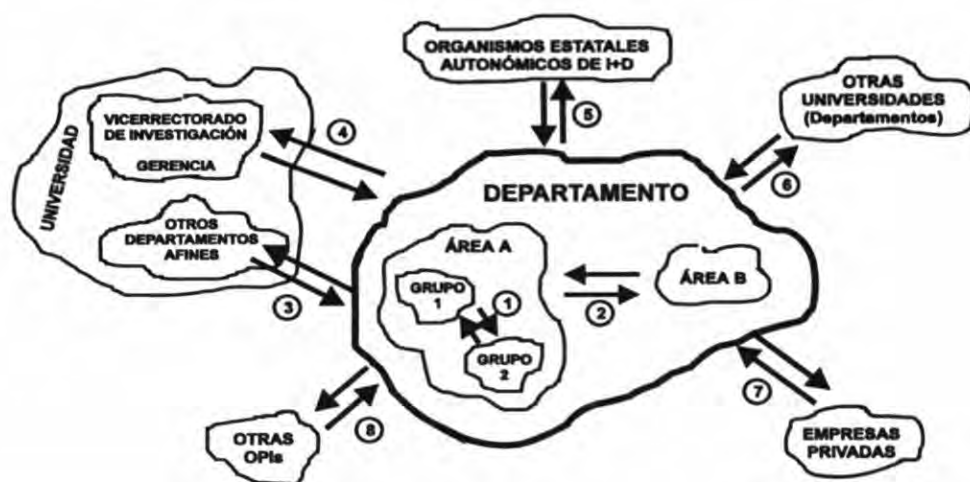 ORGANISMOS ESTATALES
AUTONÓMICOS DE I+D
5
OTRAS
UNIVERSIDADES
(Departamentos)
6
UNIVERSIDAD
VICERRECTORADO
DE INVESTIGACIÓN
GERENCIA
4
OTROS
DEPARTAMENTOS
AFINES
3
DEPARTAMENTO
ÁREA A
GRUPO
1
1
GRUPO
2
2
ÁREA B
7
EMPRESAS
PRIVADAS
8
OTRAS
OPIs